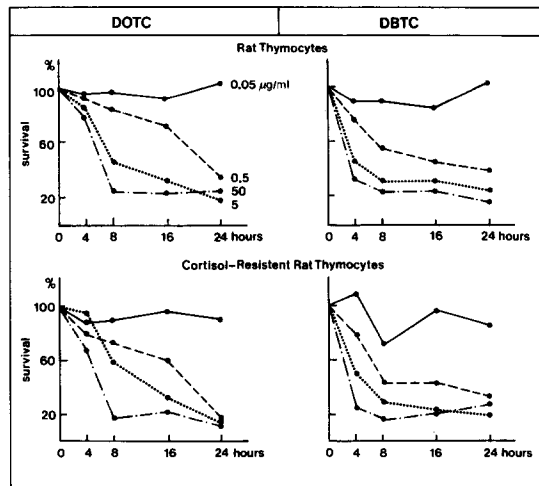 DOTC DBTC
Rat Thymocytes
%
100
60
20
survival
0.05 µg/ml
0.5
50
5
0 4 8 16 24 hours
0 4 8 16 24 hours
Cortisol-Resistent Rat Thymocytes
%
100
60
20
survival
0 4 8 16 24 hours
0 4 8 16 24 hours